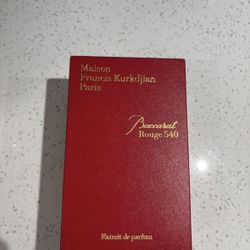 Maison
Francis Kurkdjian
Paris
Baccarat
Rouge 540
Extrait de parfum